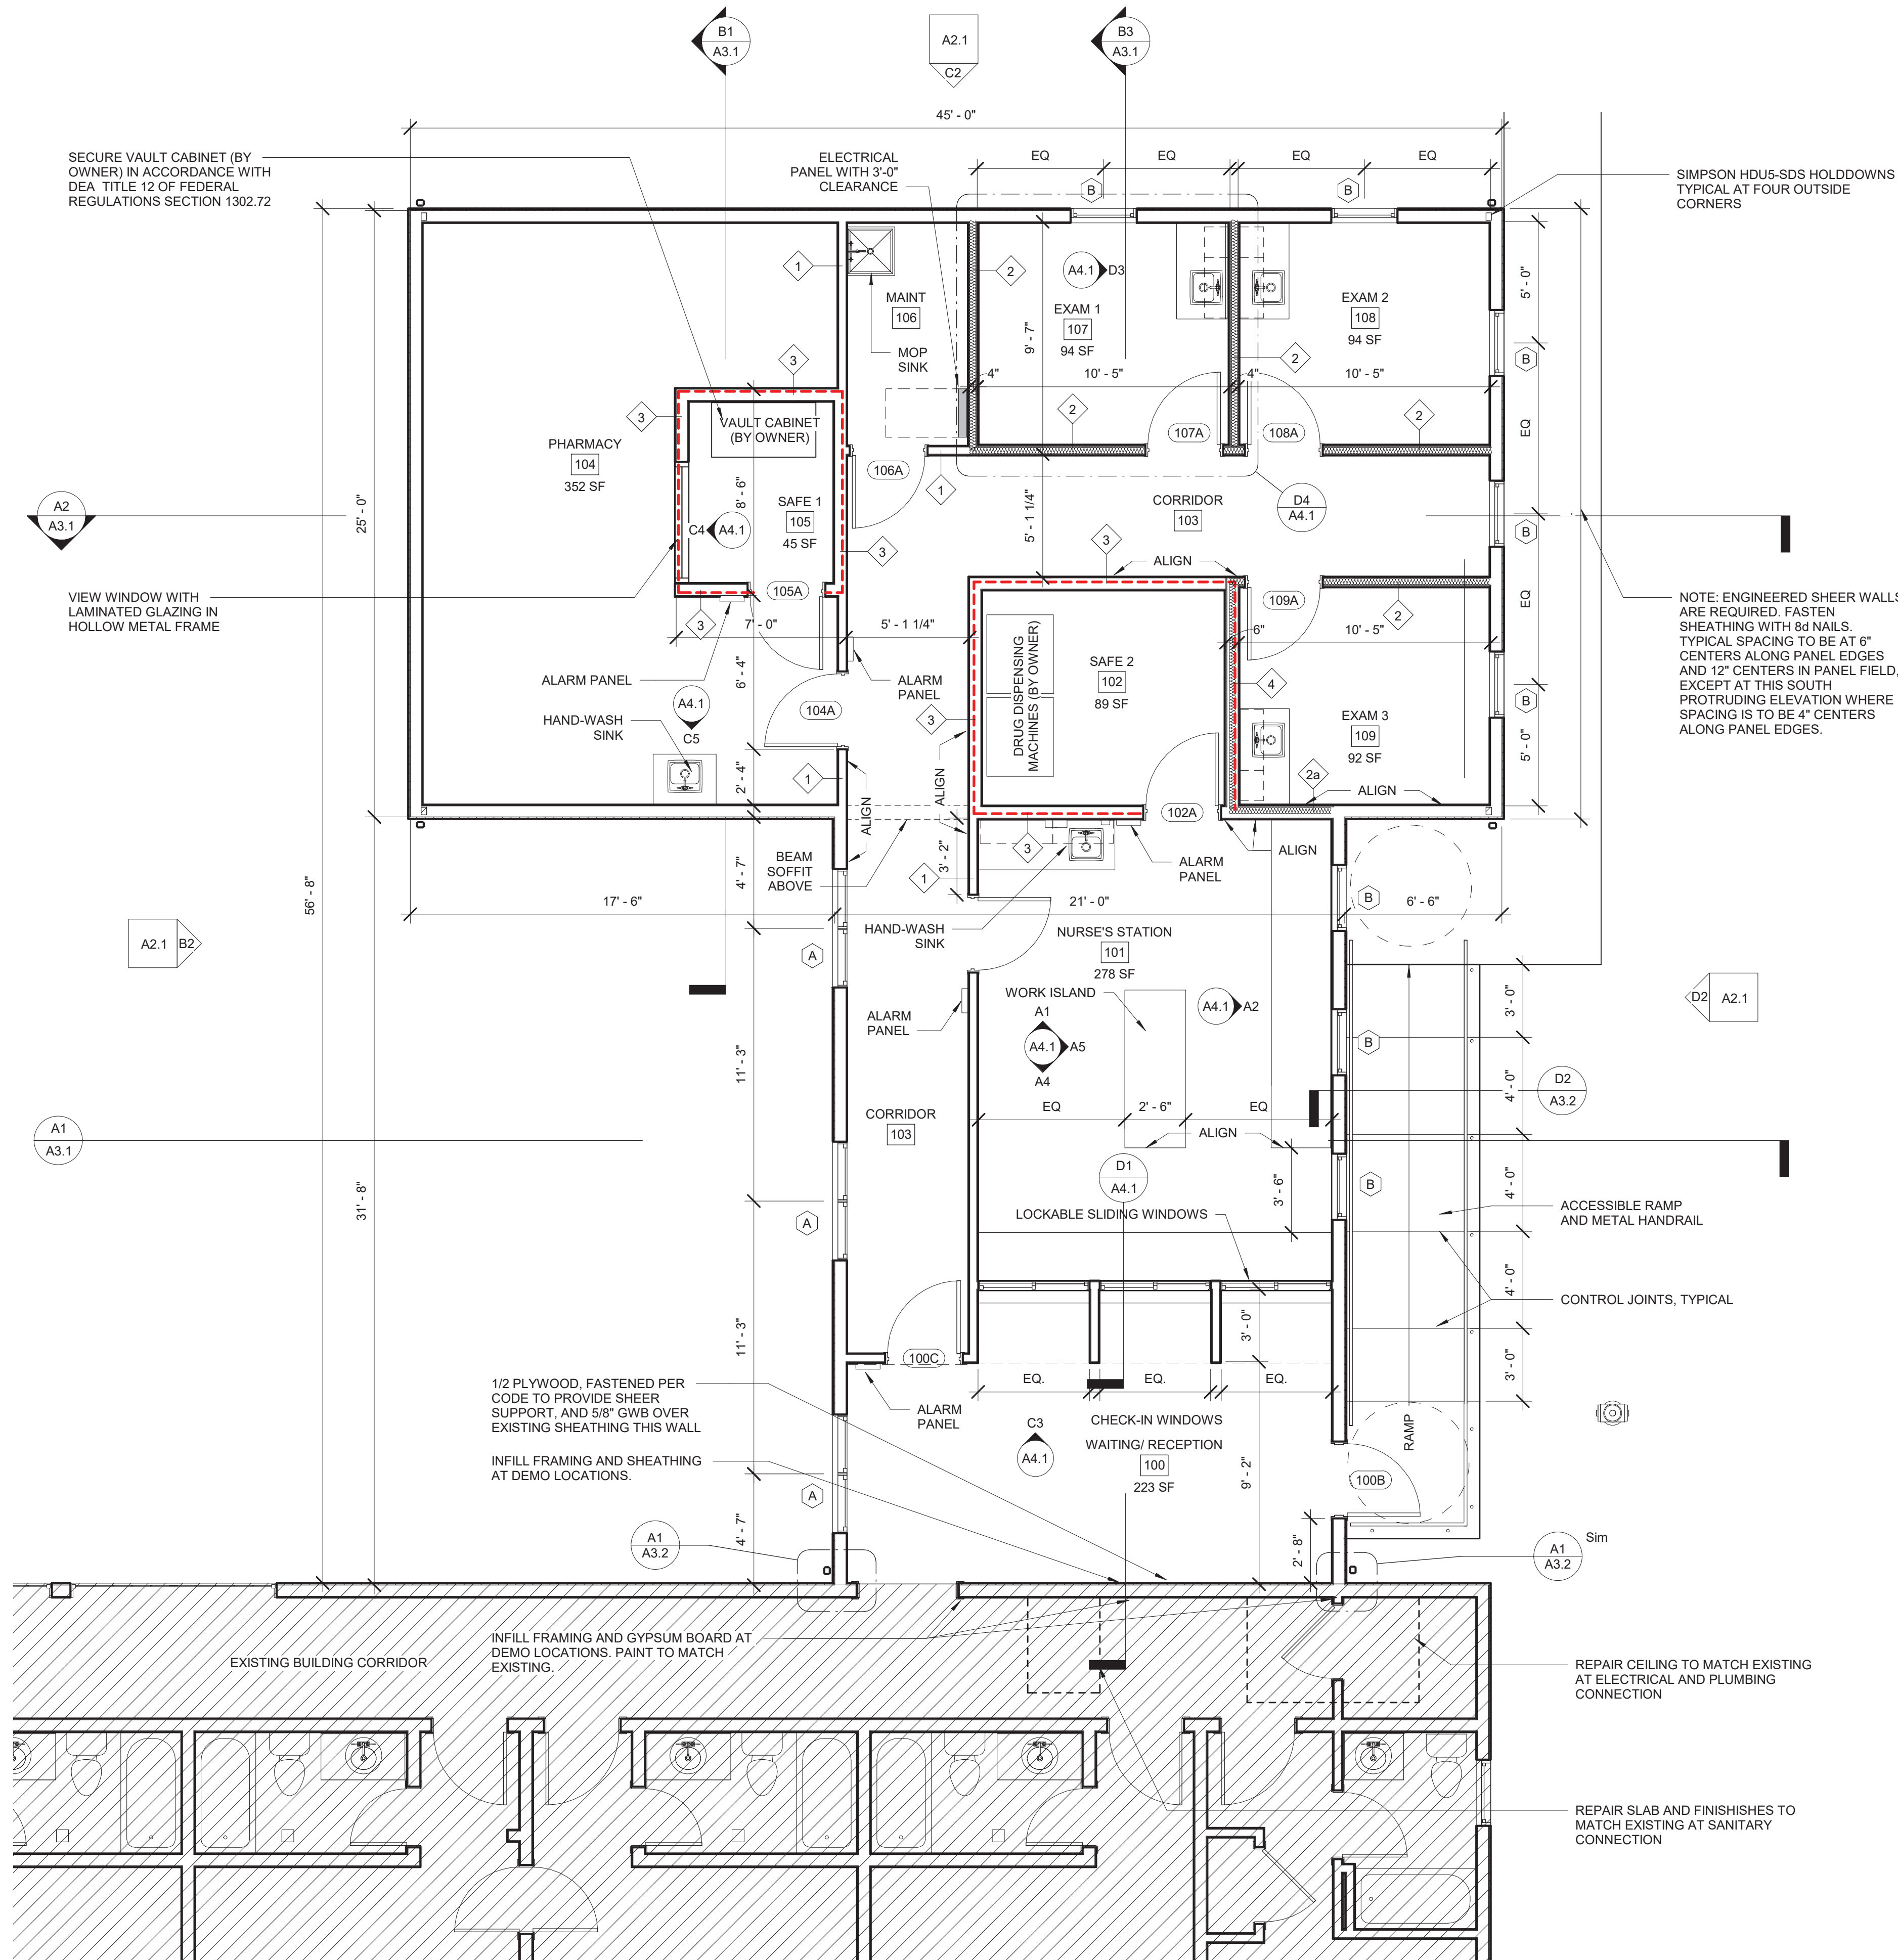 B1
A3.1
A2.1
C2
B3
A3.1
45' - 0"
SECURE VAULT CABINET (BY
OWNER) IN ACCORDANCE WITH
DEA TITLE 12 OF FEDERAL
REGULATIONS SECTION 1302.72
ELECTRICAL
PANEL WITH 3'-0"
CLEARANCE
EQ
EQ
EQ
EQ
B
B
SIMPSON HDU5-SDS HOLDDOWNS
TYPICAL AT FOUR OUTSIDE
CORNERS
1
MAINT
106
MOP
SINK
2
A4.1
D3
EXAM 1
107
94 SF
9' - 7"
4"
10' - 5"
4"
2
EXAM 2
108
94 SF
2
10' - 5"
2
5' - 0"
B
EQ
3
3
VAULT CABINET
(BY OWNER)
PHARMACY
104
352 SF
8' - 6"
SAFE 1
105
45 SF
C4
A4.1
106A
107A
108A
1
5' - 1 1/4"
CORRIDOR
103
D4
A4.1
A2
A3.1
25' - 0"
3
3
ALIGN
B
EQ
VIEW WINDOW WITH
LAMINATED GLAZING IN
HOLLOW METAL FRAME
105A
3
7' - 0"
5' - 1 1/4"
6' - 4"
109A
2
6"
10' - 5"
NOTE: ENGINEERED SHEER WALLS
ARE REQUIRED. FASTEN
SHEATHING WITH 8d NAILS.
TYPICAL SPACING TO BE AT 6"
CENTERS ALONG PANEL EDGES
AND 12" CENTERS IN PANEL FIELD,
EXCEPT AT THIS SOUTH
PROTRUDING ELEVATION WHERE
SPACING IS TO BE 4" CENTERS
ALONG PANEL EDGES.
ALARM PANEL
A4.1
C5
HAND-WASH
SINK
104A
ALARM
PANEL
3
DRUG DISPENSING
MACHINES (BY OWNER)
SAFE 2
102
89 SF
4
EXAM 3
109
92 SF
B
5' - 0"
2' - 4"
1
ALIGN
ALIGN
2a
ALIGN
102A
3
BEAM
SOFFIT
ABOVE
4' - 7"
3' - 2"
1
ALARM
PANEL
ALIGN
56' - 8"
17' - 6"
21' - 0"
6' - 6"
B
HAND-WASH
SINK
NURSE'S STATION
101
278 SF
A2.1
B2
A
WORK ISLAND
A4.1
A2
ALARM
PANEL
A1
A4.1
A5
A4
B
3' - 0"
D2
A2.1
11' - 3"
4' - 0"
D2
A3.2
CORRIDOR
103
EQ
2' - 6"
EQ
ALIGN
A1
A3.1
D1
A4.1
3' - 6"
B
4' - 0"
ACCESSIBLE RAMP
AND METAL HANDRAIL
31' - 8"
A
LOCKABLE SLIDING WINDOWS
4' - 0"
CONTROL JOINTS, TYPICAL
11' - 3"
3' - 0"
3' - 0"
100C
1/2 PLYWOOD, FASTENED PER
CODE TO PROVIDE SHEER
SUPPORT, AND 5/8" GWB OVER
EXISTING SHEATHING THIS WALL
EQ.
EQ.
EQ.
ALARM
PANEL
C3
A4.1
CHECK-IN WINDOWS
WAITING/ RECEPTION
100
223 SF
9' - 2"
RAMP
100B
INFILL FRAMING AND SHEATHING
AT DEMO LOCATIONS.
A
A1
A3.2
4' - 7"
2' - 8"
A1
A3.2
Sim
EXISTING BUILDING CORRIDOR
INFILL FRAMING AND GYPSUM BOARD AT
DEMO LOCATIONS. PAINT TO MATCH
EXISTING.
REPAIR CEILING TO MATCH EXISTING
AT ELECTRICAL AND PLUMBING
CONNECTION
REPAIR SLAB AND FINISHISHES TO
MATCH EXISTING AT SANITARY
CONNECTION